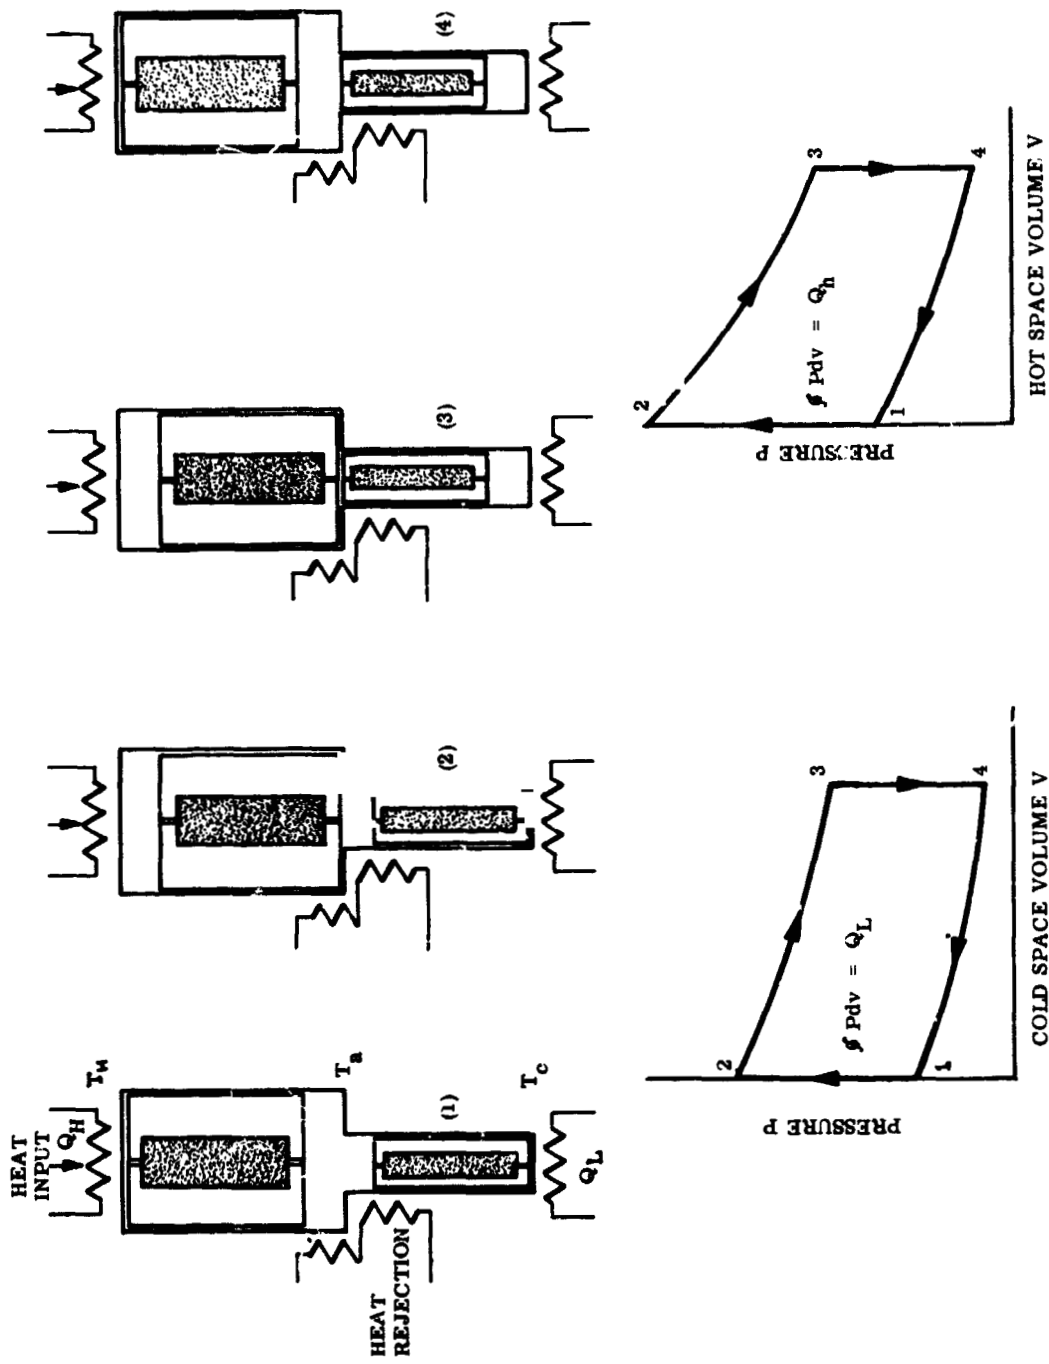 HEAT
INPUT
Q_H
T_H
T_a
T_c
Q_L
HEAT
REJECTION
(1)
(2)
(3)
(4)
PRESSURE P
2
3
1
4
∮ Pdv = Q_L
COLD SPACE VOLUME V
PRESSURE P
2
3
1
4
∮ Pdv = Q_h
HOT SPACE VOLUME V